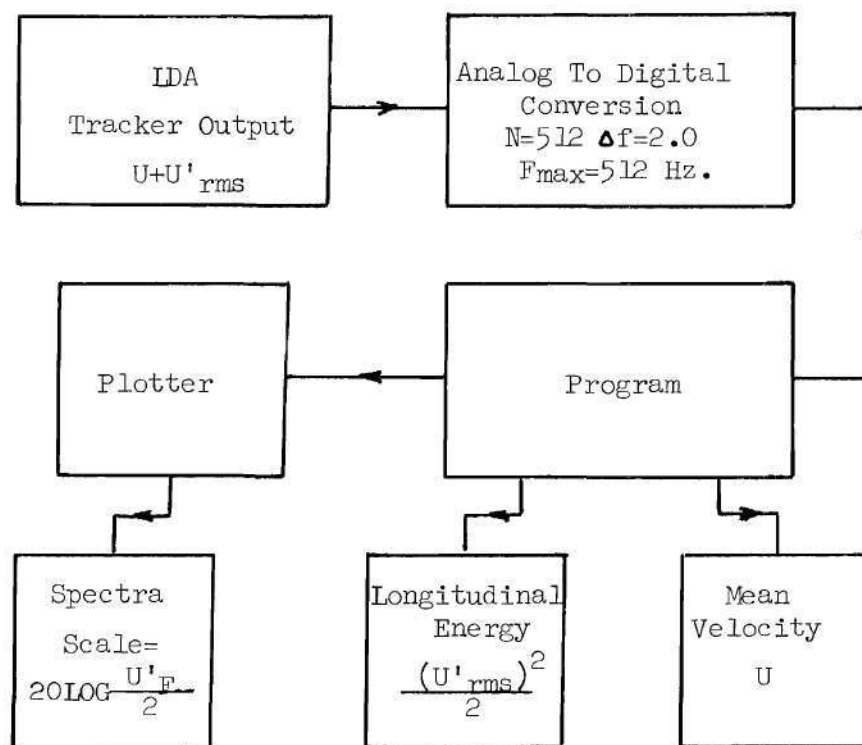 LDA
Tracker Output
U+U'rms
Analog To Digital
Conversion
N=512 Δf=2.0
Fmax=512 Hz.
Plotter
Program
Spectra
Scale=
20LOG U'F
2
Longitudinal
Energy
(U'rms)²
2
Mean
Velocity
U